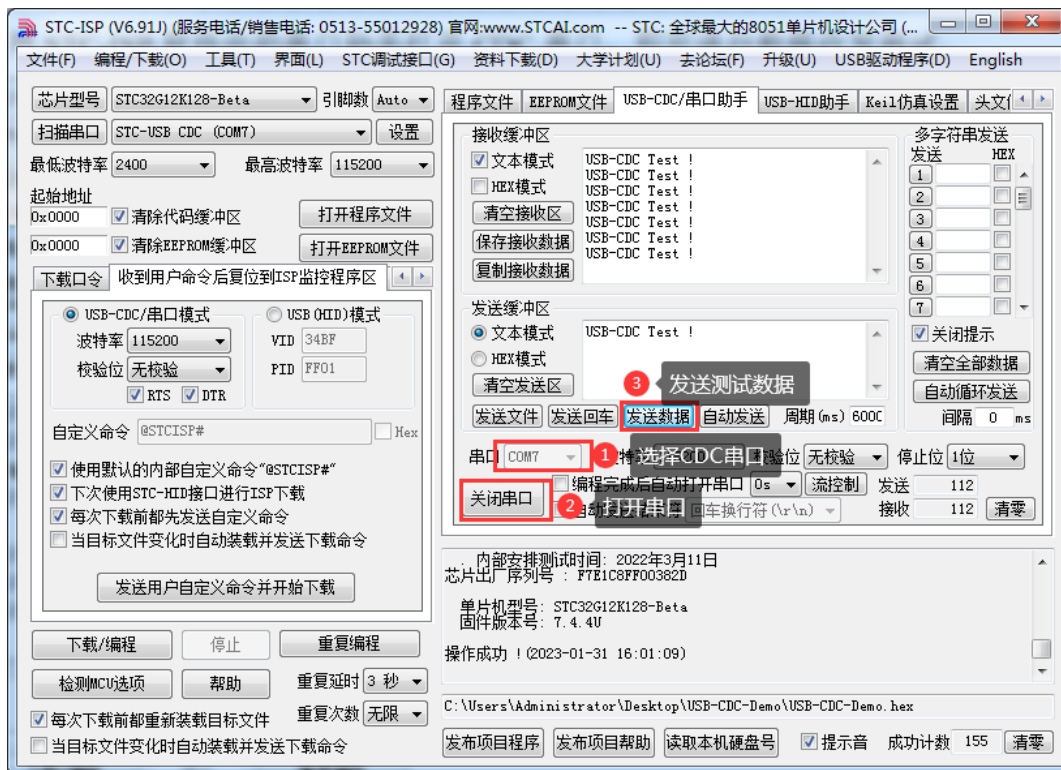 STC-ISP (V6.91J) (服务电话/销售电话: 0513-55012928) 官网:www.STCAI.com -- STC: 全球最大的8051单片机设计公司 (...
文件(F) 编程/下载(O) 工具(T) 界面(L) STC调试接口(G) 资料下载(D) 大学计划(U) 去论坛(F) 升级(U) USB驱动程序(D) English
芯片型号 STC32G12K128-Beta 引脚数 Auto
扫描串口 STC-USB CDC (COM7) 设置
最低波特率 2400 最高波特率 115200
起始地址
0x0000 清除代码缓冲区 打开程序文件
0x0000 清除EEPROM缓冲区 打开EEPROM文件
下载口令 收到用户命令后复位到ISP监控程序区
USB-CDC/串口模式 USB(HID)模式
波特率 115200 VID 34BF
校验位 无校验 PID FF01
RTS DTR
自定义命令 @STCISP# Hex
使用默认的内部自定义命令"@STCISP#"
下次使用STC-HID接口进行ISP下载
每次下载前都先发送自定义命令
当目标文件变化时自动装载并发送下载命令
发送用户自定义命令并开始下载
下载/编程 停止 重复编程
检测MCU选项 帮助 重复延时 3 秒
每次下载前都重新装载目标文件 重复次数 无限
当目标文件变化时自动装载并发送下载命令
程序文件 EEPROM文件 USB-CDC/串口助手 USB-HID助手 Keil仿真设置 头文件
接收缓冲区
文本模式
HEX模式
清空接收区
保存接收数据
复制接收数据
USB-CDC Test !
USB-CDC Test !
USB-CDC Test !
USB-CDC Test !
USB-CDC Test !
USB-CDC Test !
USB-CDC Test !
多字符串发送
发送 HEX
1
2
3
4
5
6
7
发送缓冲区
文本模式 USB-CDC Test !
HEX模式
清空发送区
3 发送测试数据
关闭提示
清空全部数据
自动循环发送
间隔 0 ms
发送文件 发送回车 发送数据 自动发送 周期(ms) 6000
串口 COM7 1 选择CDC串口 校验位 无校验 停止位 1位
关闭串口 2 打开串口
编程完成后自动打开串口 0s 流控制 发送 112
回车换行符(\r\n) 接收 112 清零
. 内部安排测试时间: 2022年3月11日
芯片出厂序列号 : F7E1C8FF00382D
单片机型号: STC32G12K128-Beta
固件版本号: 7.4.4U
操作成功 !(2023-01-31 16:01:09)
C:\Users\Administrator\Desktop\USB-CDC-Demo\USB-CDC-Demo.hex
发布项目程序 发布项目帮助 读取本机硬盘号 提示音 成功计数 155 清零